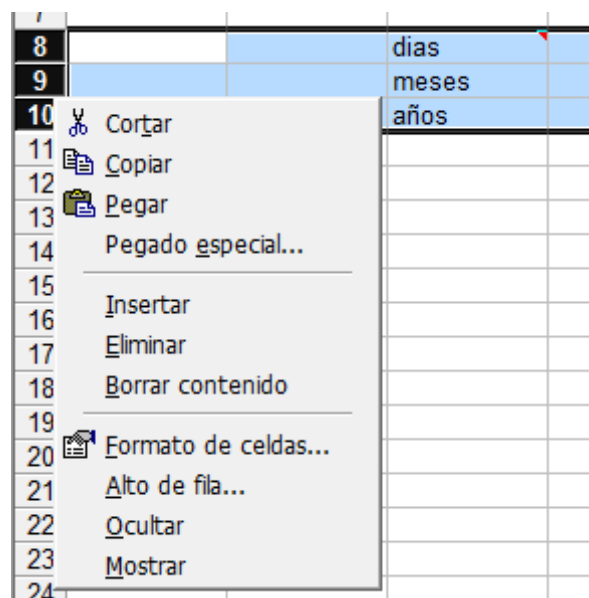 7
8 dias
9 meses
10 años
11
12
13
14
15
16
17
18
19
20
21
22
23
24
Cortar
Copiar
Pegar
Pegado especial...
Insertar
Eliminar
Borrar contenido
Formato de celdas...
Alto de fila...
Ocultar
Mostrar